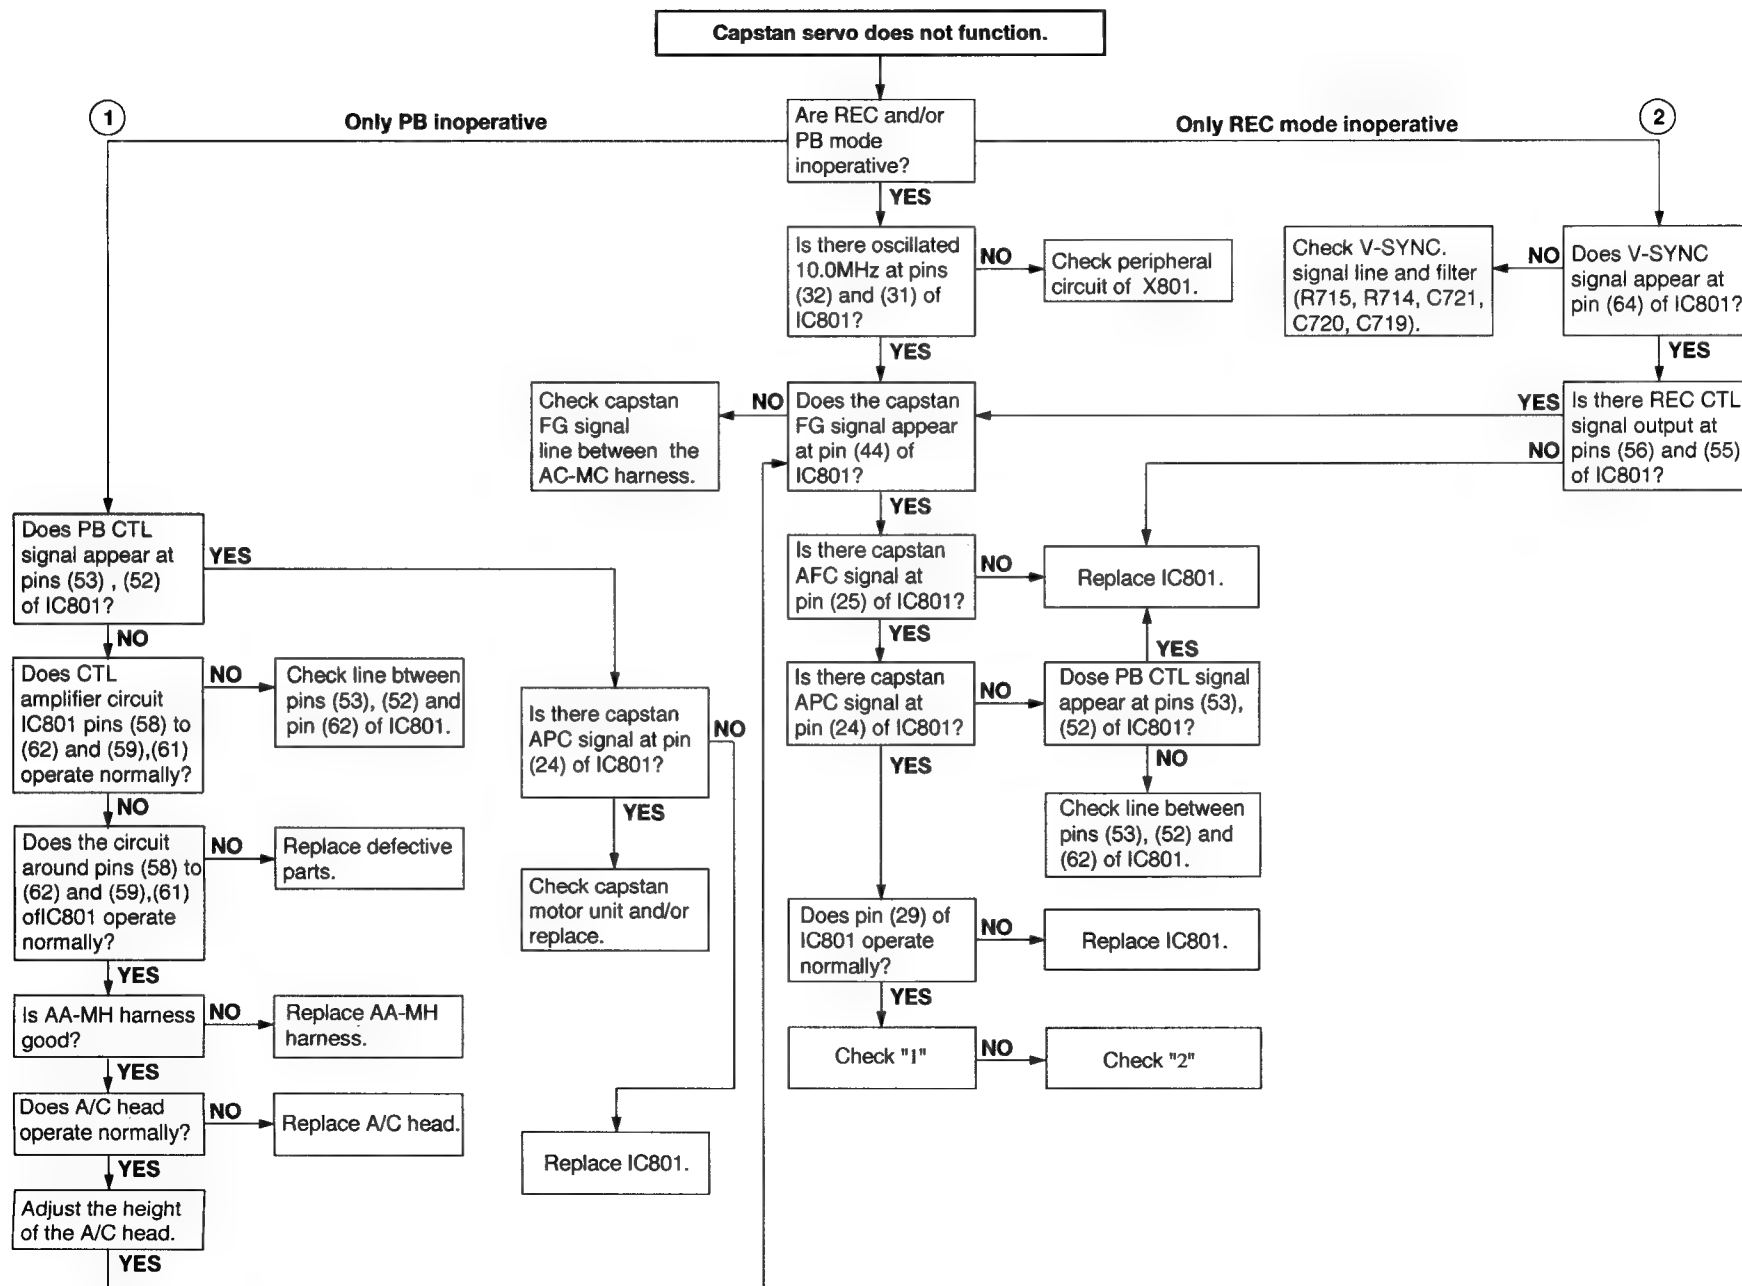 Capstan servo does not function.
1
Only PB inoperative
Are REC and/or
PB mode
inoperative?
Only REC mode inoperative
2
YES
Is there oscillated
10.0MHz at pins
(32) and (31) of
IC801?
NO
Check peripheral
circuit of X801.
Check V-SYNC.
signal line and filter
(R715, R714, C721,
C720, C719).
NO
Does V-SYNC
signal appear at
pin (64) of IC801?
YES
YES
Check capstan
FG signal
line between the
AC-MC harness.
NO
Does the capstan
FG signal appear
at pin (44) of
IC801?
YES
NO
Is there REC CTL
signal output at
pins (56) and (55)
of IC801?
YES
Does PB CTL
signal appear at
pins (53) , (52)
of IC801?
YES
Is there capstan
AFC signal at
pin (25) of IC801?
NO
Replace IC801.
NO
YES
YES
Does CTL
amplifier circuit
IC801 pins (58) to
(62) and (59),(61)
operate normally?
NO
Check line btween
pins (53), (52) and
pin (62) of IC801.
Is there capstan
APC signal at pin
(24) of IC801?
NO
Is there capstan
APC signal at
pin (24) of IC801?
NO
Dose PB CTL signal
appear at pins (53),
(52) of IC801?
NO
YES
YES
NO
Does the circuit
around pins (58) to
(62) and (59),(61)
ofIC801 operate
normally?
NO
Replace defective
parts.
Check capstan
motor unit and/or
replace.
Check line between
pins (53), (52) and
(62) of IC801.
Does pin (29) of
IC801 operate
normally?
NO
Replace IC801.
YES
YES
Is AA-MH harness
good?
NO
Replace AA-MH
harness.
Check "1"
NO
Check "2"
YES
Does A/C head
operate normally?
NO
Replace A/C head.
Replace IC801.
YES
Adjust the height
of the A/C head.
YES